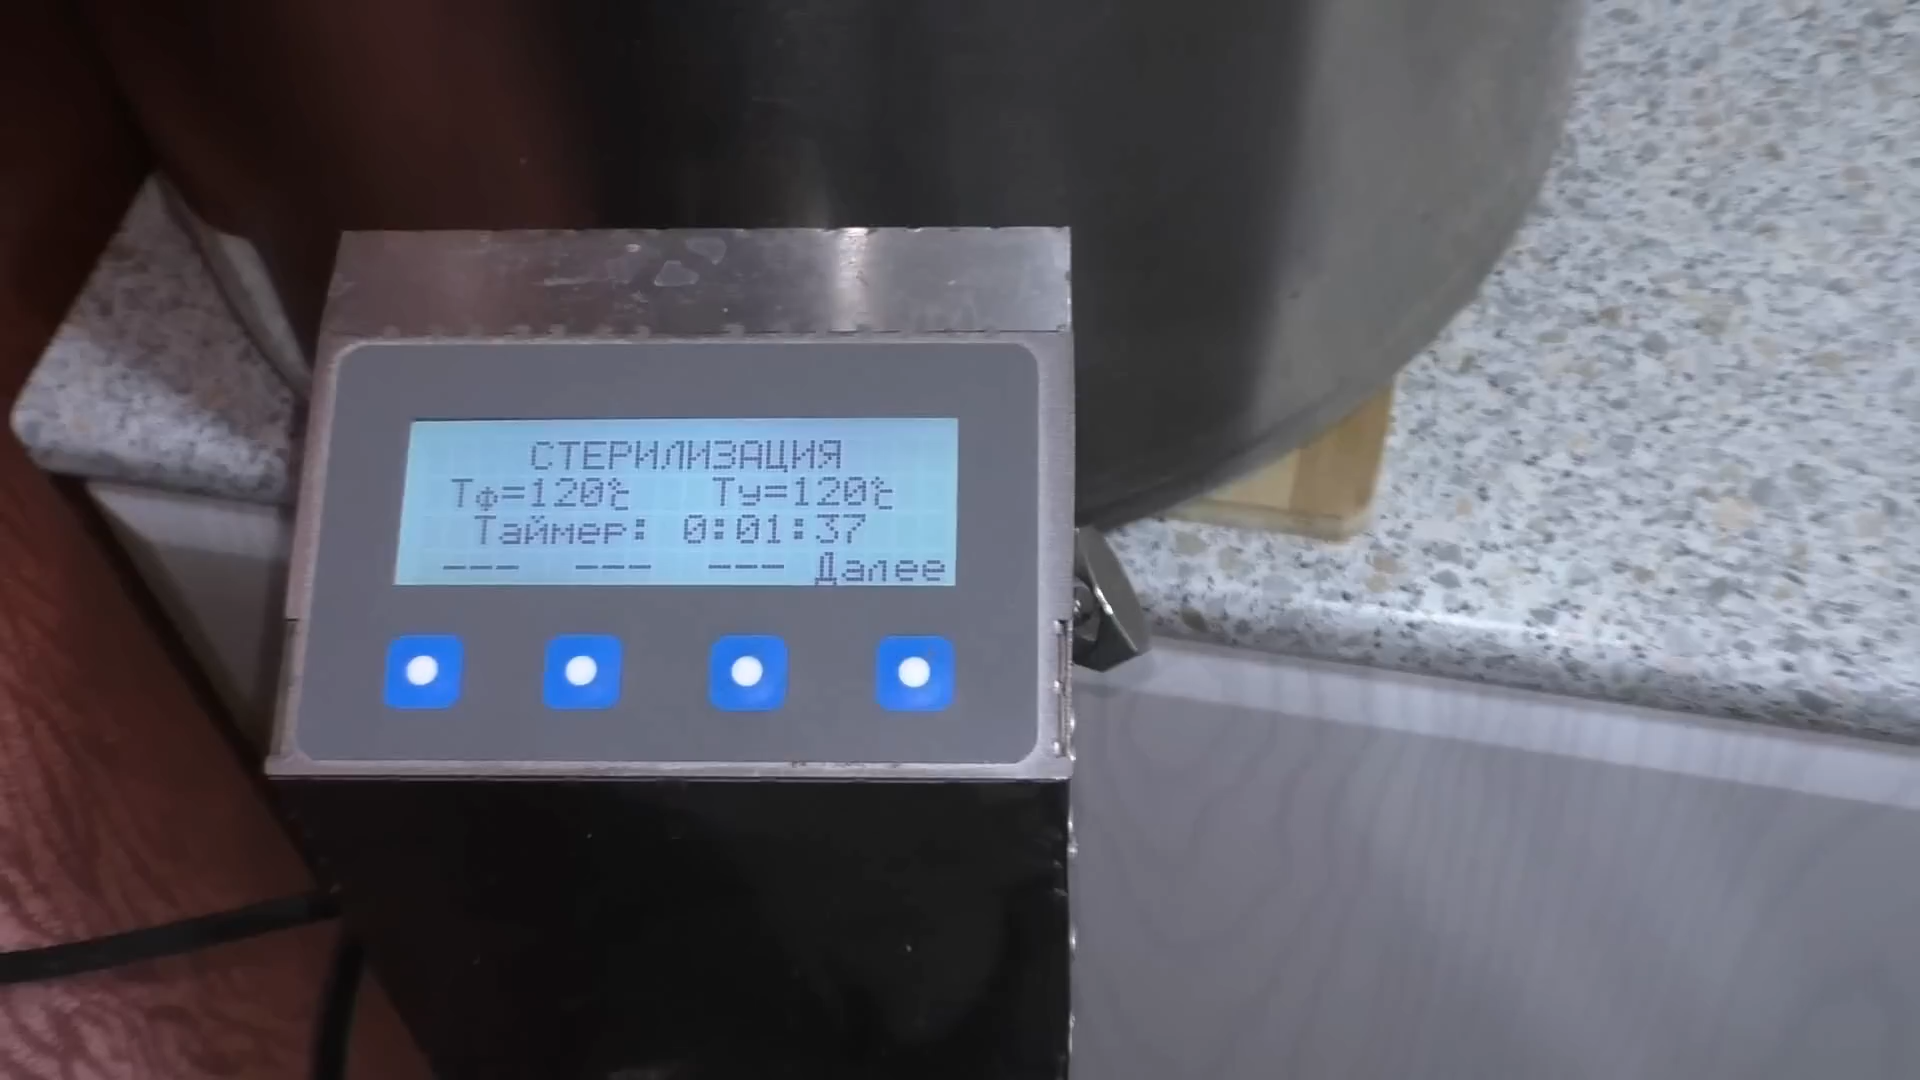 СТЕРИЛИЗАЦИЯ
Тф=120℃ Ту=120℃
Таймер: 0:01:37
--- --- --- Далее